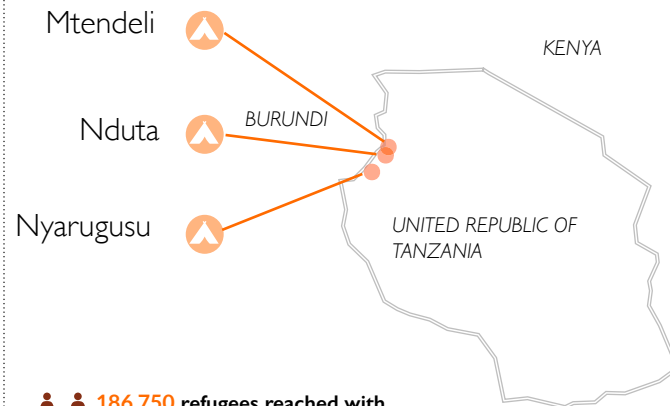 Mtendeli
KENYA
BURUNDI
Nduta
Nyarugusu
UNITED REPUBLIC OF
TANZANIA
186,750 refugees reached with